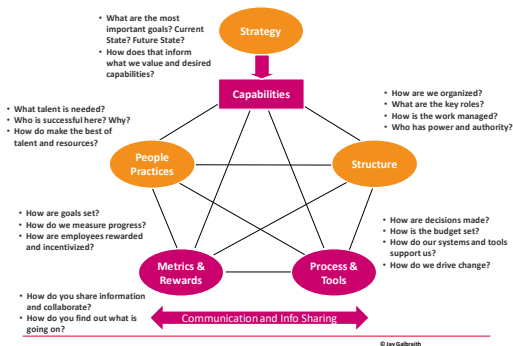 • What are the most
important goals? Current
State? Future State?
• How does that inform
what we value and desired
capabilities?
Strategy
Capabilities
• How are we organized?
• What are the key roles?
• How is the work managed?
• Who has power and authority?
• What talent is needed?
• Who is successful here? Why?
• How do make the best of
talent and resources?
People
Practices
Structure
• How are goals set?
• How do we measure progress?
• How are employees rewarded
and incentivized?
• How are decisions made?
• How is the budget set?
• How do our systems and tools
support us?
• How do we drive change?
Metrics &
Rewards
Process &
Tools
• How do you share information
and collaborate?
• How do you find out what is
going on?
Communication and Info Sharing
© Jay Galbraith